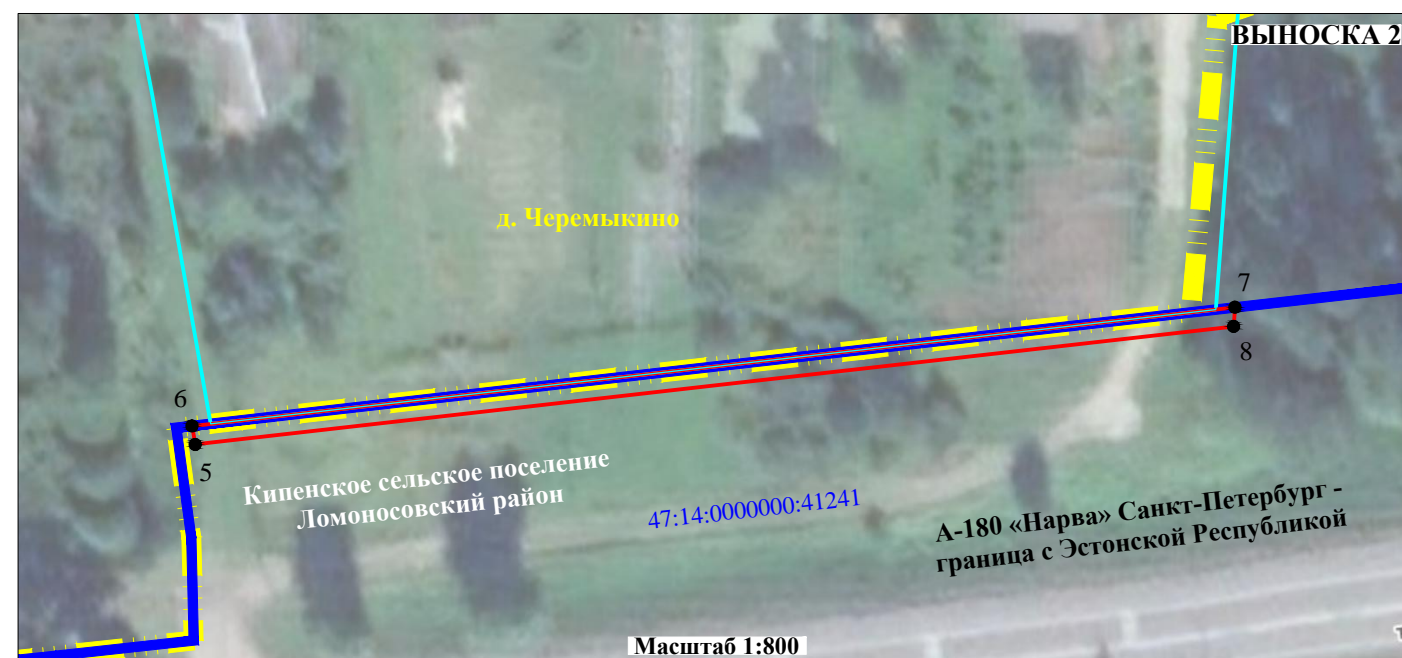 ВЫНОСКА 2
д. Черемыкино
7
8
6
5
Кипенское сельское поселение
Ломоносовский район
47:14:0000000:41241
А-180 «Нарва» Санкт-Петербург -
граница с Эстонской Республикой
Масштаб 1:800